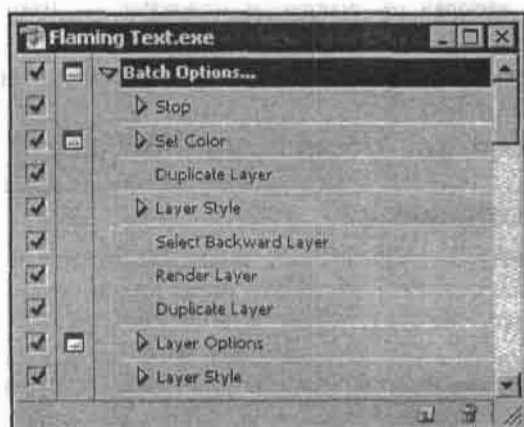 Flaming Text.exe
Batch Options...
Stop
Set Color
Duplicate Layer
Layer Style
Select Backward Layer
Render Layer
Duplicate Layer
Layer Options
Layer Style